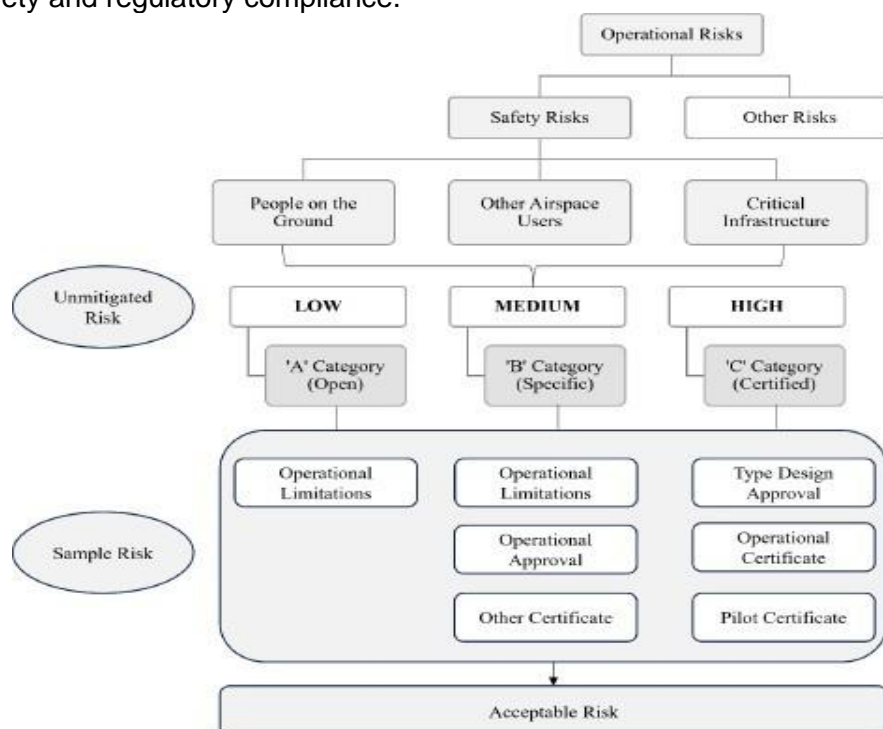 ety and regulatory compliance.
Operational Risks
Safety Risks
Other Risks
People on the
Ground
Other Airspace
Users
Critical
Infrastructure
Unmitigated
Risk
LOW
MEDIUM
HIGH
'A' Category
(Open)
'B' Category
(Specific)
'C' Category
(Certified)
Operational
Limitations
Operational
Limitations
Type Design
Approval
Sample Risk
Operational
Approval
Operational
Certificate
Other Certificate
Pilot Certificate
Acceptable Risk